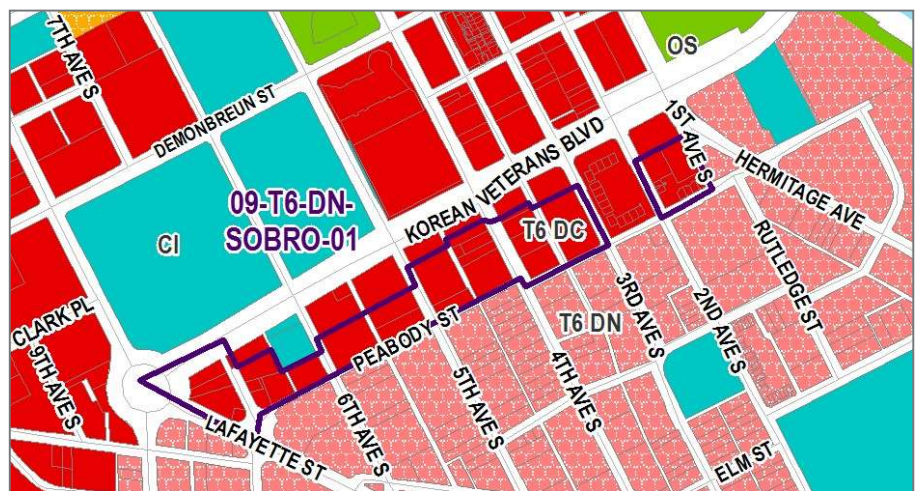 7TH AVE S
OS
DEMONBREUN ST
1ST AVE S
KOREAN VETERANS BLVD
HERMITAGE AVE
09-T6-DN-
SOBRO-01
CI
T6 DC
RUTLEDGE ST
CLARK PL
3RD AVE S
2ND AVE S
T6 DN
PEABODY ST
9TH AVE S
4TH AVE S
5TH AVE S
6TH AVE S
LAFAYETTE ST
ELM ST